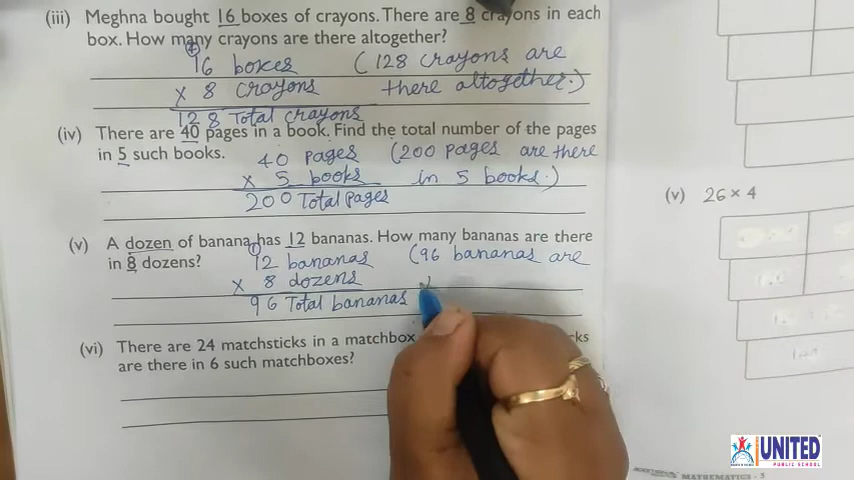 (iii) Meghna bought 16 boxes of crayons. There are 8 crayons in each
box. How many crayons are there altogether?
16 boxes (128 crayons are
x 8 crayons there altogether.)
128 Total crayons
(iv) There are 40 pages in a book. Find the total number of the pages
in 5 such books.
40 pages (200 pages are there
x 5 books in 5 books.)
200 Total pages
(v) A dozen of banana has 12 bananas. How many bananas are there
in 8 dozens?
1
12 bananas (96 bananas are
x 8 dozens
96 Total bananas
(vi) There are 24 matchsticks in a matchbox
are there in 6 such matchboxes?
(v) 26 × 4
MATHEMATICS - 3
UNITED
PUBLIC SCHOOL